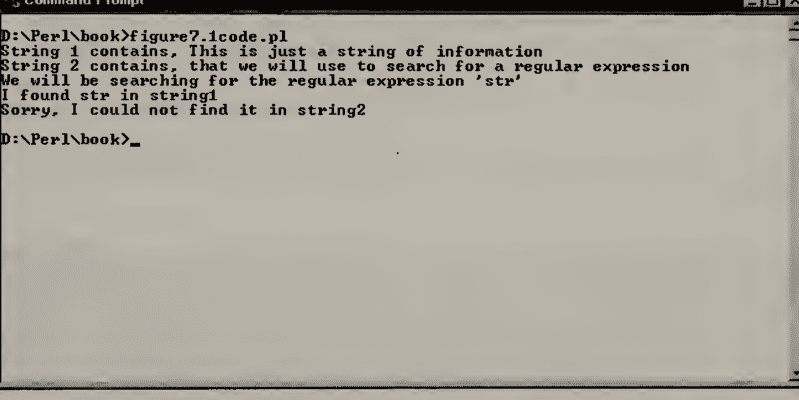 Command Prompt
D:\Perl\book>figure7.1code.pl
String 1 contains, This is just a string of information
String 2 contains, that we will use to search for a regular expression
We will be searching for the regular expression 'str'
I found str in string1
Sorry, I could not find it in string2
D:\Perl\book>_